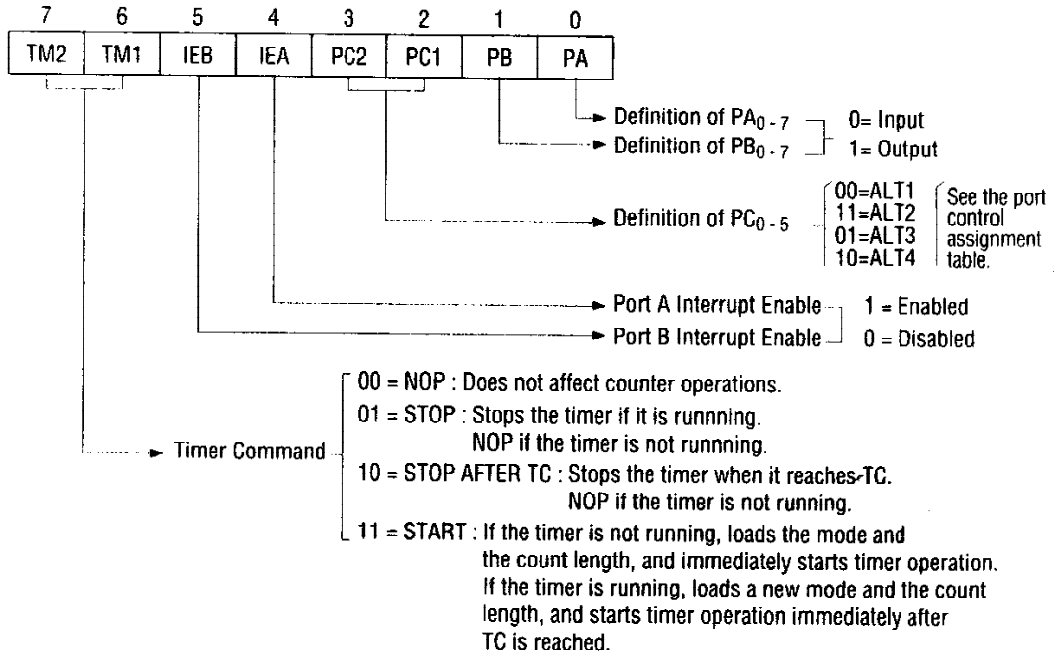 7 6 5 4 3 2 1 0
TM2 TM1 IEB IEA PC2 PC1 PB PA
Definition of PA0 - 7 0= Input
Definition of PB0 - 7 1= Output
Definition of PC0 - 5
00=ALT1
11=ALT2
01=ALT3
10=ALT4
See the port
control
assignment
table.
Port A Interrupt Enable 1 = Enabled
Port B Interrupt Enable 0 = Disabled
Timer Command
00 = NOP : Does not affect counter operations.
01 = STOP : Stops the timer if it is runnning.
NOP if the timer is not runnning.
10 = STOP AFTER TC : Stops the timer when it reaches TC.
NOP if the timer is not running.
11 = START : If the timer is not running, loads the mode and
the count length, and immediately starts timer operation.
If the timer is running, loads a new mode and the count
length, and starts timer operation immediately after
TC is reached.